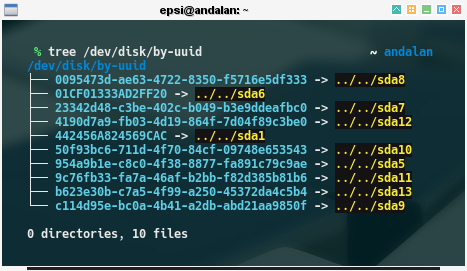 epsi@andalan: ~
% tree /dev/disk/by-uuid ~ andalan
/dev/disk/by-uuid
├── 0095473d-ae63-4722-8350-f5716e5df333 -> ../../sda8
├── 01CF01333AD2FF20 -> ../../sda6
├── 23342d48-c3be-402c-b049-b3e9ddeafbc0 -> ../../sda7
├── 4190d7a9-fb03-4d19-864f-7d04f89c3be0 -> ../../sda12
├── 442456A824569CAC -> ../../sda1
├── 50f93bc6-711d-4f70-84cf-09748e653543 -> ../../sda10
├── 954a9b1e-c8c0-4f38-8877-fa891c79c9ae -> ../../sda5
├── 9c76fb33-fa7a-46af-b2bb-f82d385b81b6 -> ../../sda11
├── b623e30b-c7a5-4f99-a250-45372da4c5b4 -> ../../sda13
└── c114d95e-bc0a-4b41-a2db-abd21aa9850f -> ../../sda9
0 directories, 10 files